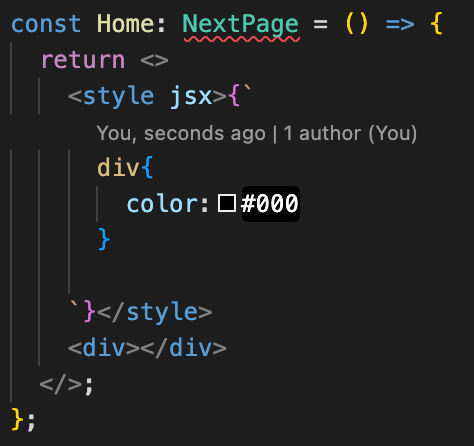 const Home: NextPage = () => {
return <>
<style jsx>{`
You, seconds ago | 1 author (You)
div{
color: #000
}
`}</style>
<div></div>
</>;
};